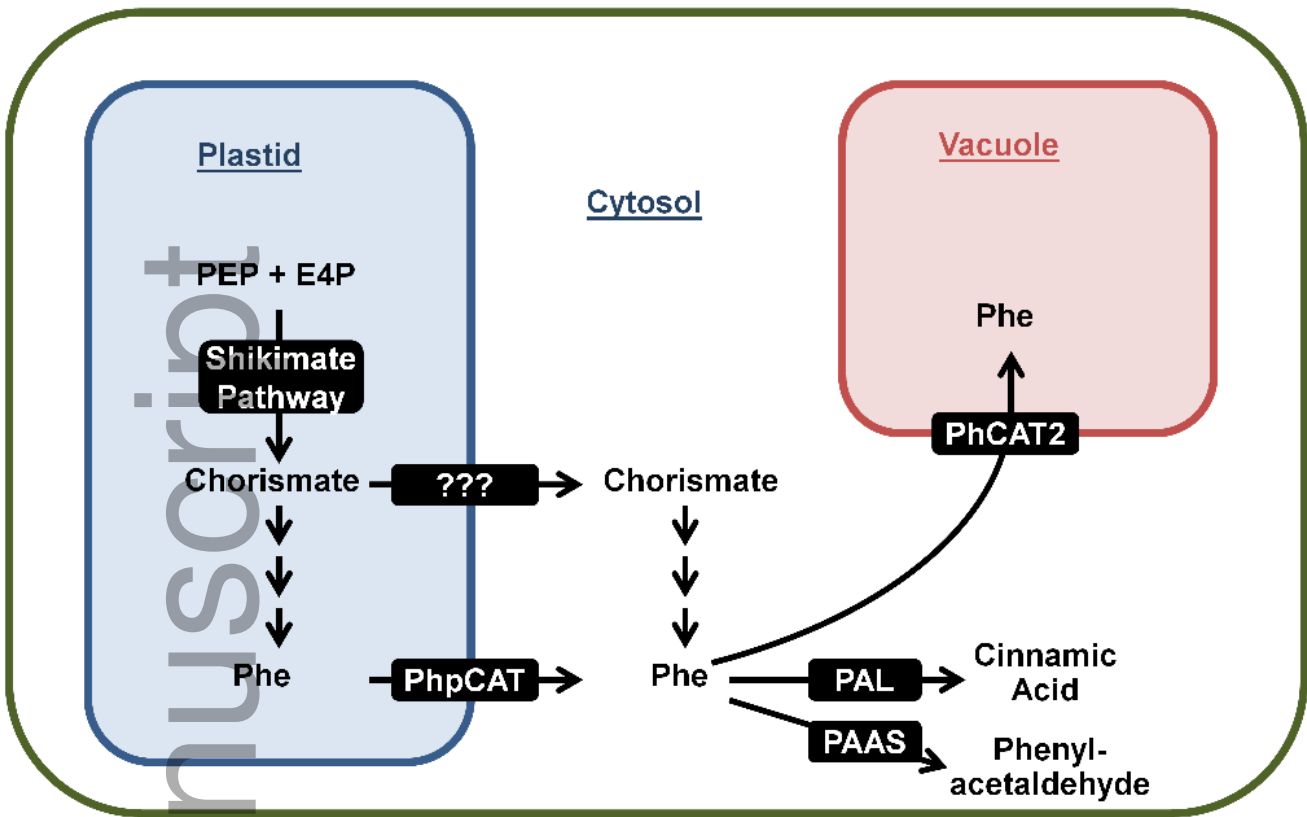 Plastid
Vacuole
Cytosol
PEP + E4P
Shikimate
Pathway
Phe
PhCAT2
Chorismate
???
Chorismate
Phe
PhpCAT
Phe
PAL
Cinnamic
Acid
PAAS
Phenyl-
acetaldehyde
nuscript